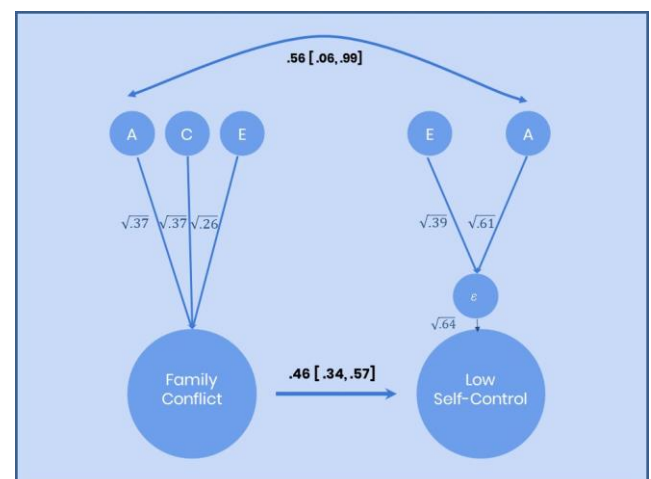 .56 [ .06, .99]
A C E E A
√.37 √.37 √.26 √.39 √.61
ε
√.64
Family
Conflict
.46 [ .34, .57]
Low
Self-Control